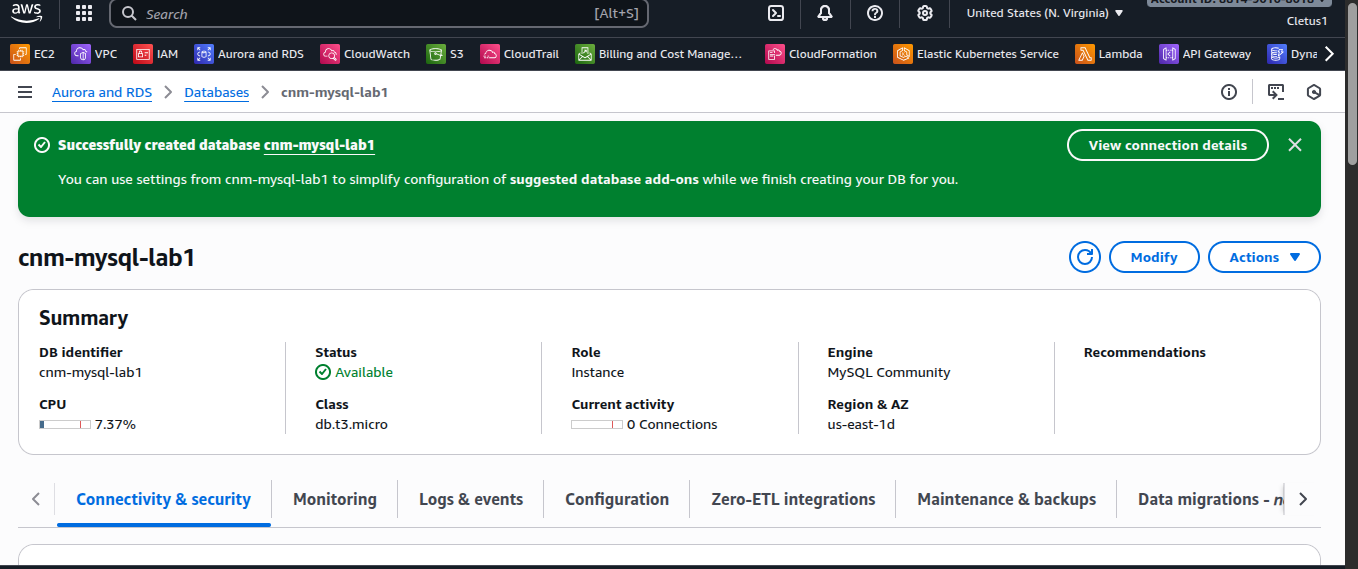 aws
Search [Alt+S]
United States (N. Virginia)
Cletus1
EC2 VPC IAM Aurora and RDS CloudWatch S3 CloudTrail Billing and Cost Manage... CloudFormation Elastic Kubernetes Service Lambda API Gateway Dyna
Aurora and RDS > Databases > cnm-mysql-lab1
Successfully created database cnm-mysql-lab1
View connection details
You can use settings from cnm-mysql-lab1 to simplify configuration of suggested database add-ons while we finish creating your DB for you.
cnm-mysql-lab1
Modify
Actions
Summary
DB identifier
cnm-mysql-lab1
Status
Available
Role
Instance
Engine
MySQL Community
Recommendations
CPU
7.37%
Class
db.t3.micro
Current activity
0 Connections
Region & AZ
us-east-1d
Connectivity & security Monitoring Logs & events Configuration Zero-ETL integrations Maintenance & backups Data migrations -